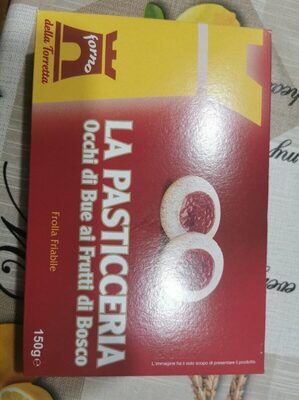 forno
della Torretta
LA PASTICCERIA
Occhi di Bue ai Frutti di Bosco
Frolla Friabile
150g e
L'immagine ha il solo scopo di presentare il prodotto.